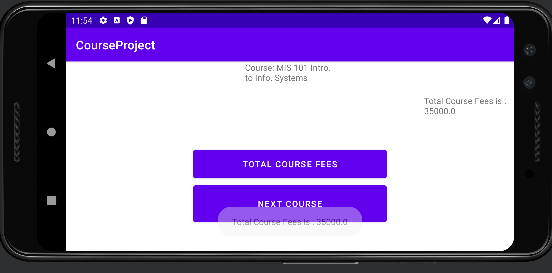 11:54
CourseProject
Course: MIS 101 Intro.
to Info. Systems
Total Course Fees is :
35000.0
TOTAL COURSE FEES
NEXT COURSE
Total Course Fees is : 35000.0